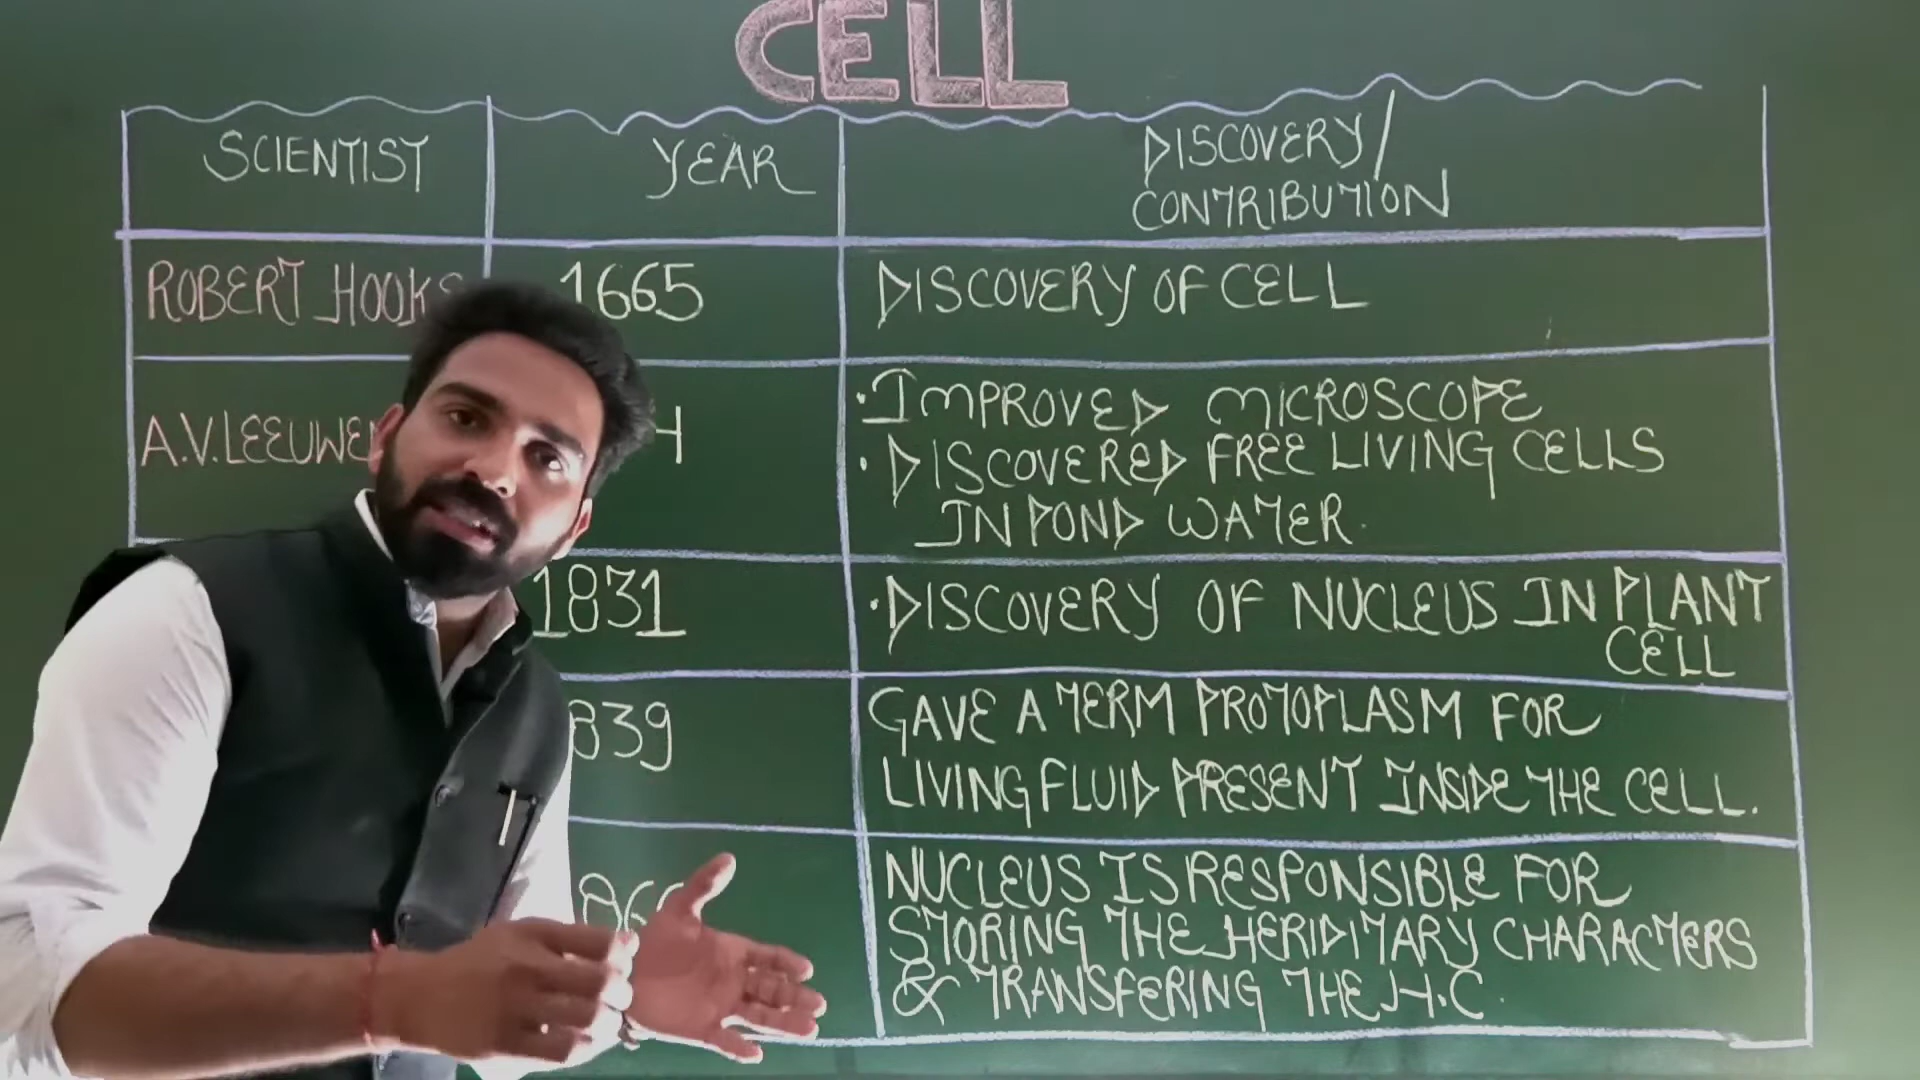 CELL
SCIENTIST YEAR DISCOVERY/
CONTRIBUTION
ROBERT 1665 DISCOVERY OF CELL
A.V. ·IMPROVED MICROSCOPE
·DISCOVERED FREE LIVING CELLS
IN POND WATER.
1831 ·DISCOVERY OF NUCLEUS IN PLANT
CELL
GAVE A TERM PROTOPLASM FOR
LIVING FLUID PRESENT INSIDE THE CELL.
NUCLEUS IS RESPONSIBLE FOR
STORING THE HERIDITARY CHARACTERS
& TRANSFERING THE H.C.